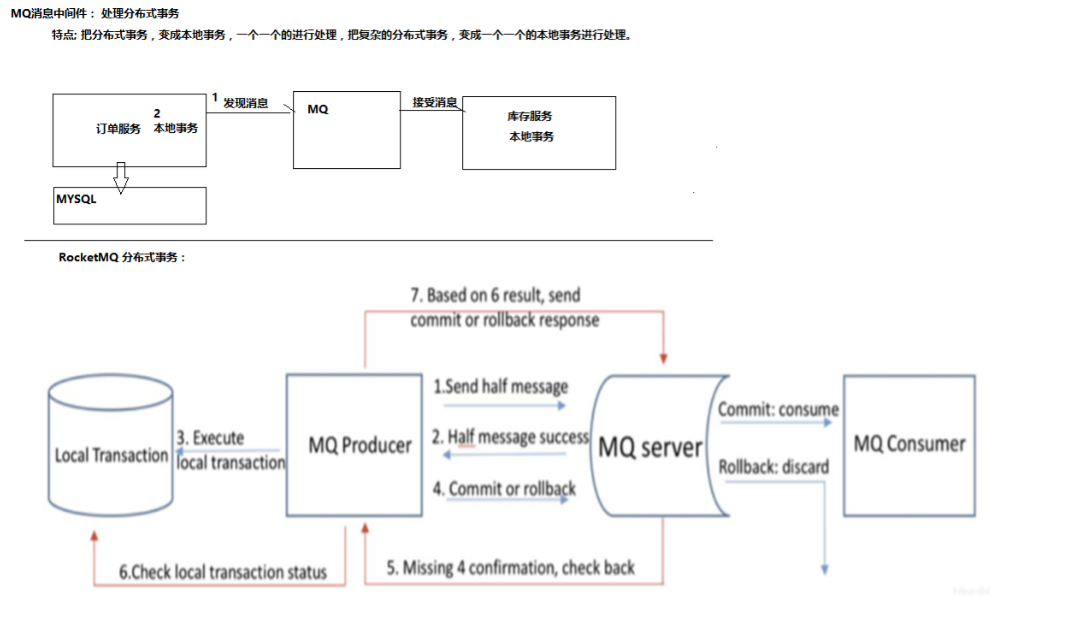 MQ消息中间件： 处理分布式事务
特点; 把分布式事务，变成本地事务，一个一个的进行处理，把复杂的分布式事务，变成一个一个的本地事务进行处理。
1 发现消息
MQ
接受消息
库存服务
本地事务
2
订单服务 本地事务
MYSQL
RocketMQ 分布式事务：
7. Based on 6 result, send
commit or rollback response
1.Send half message
Commit: consume
3. Execute
local transaction
2. Half message success
Local Transaction
MQ Producer
MQ server
MQ Consumer
Rollback: discard
4. Commit or rollback
6.Check local transaction status
5. Missing 4 confirmation, check back